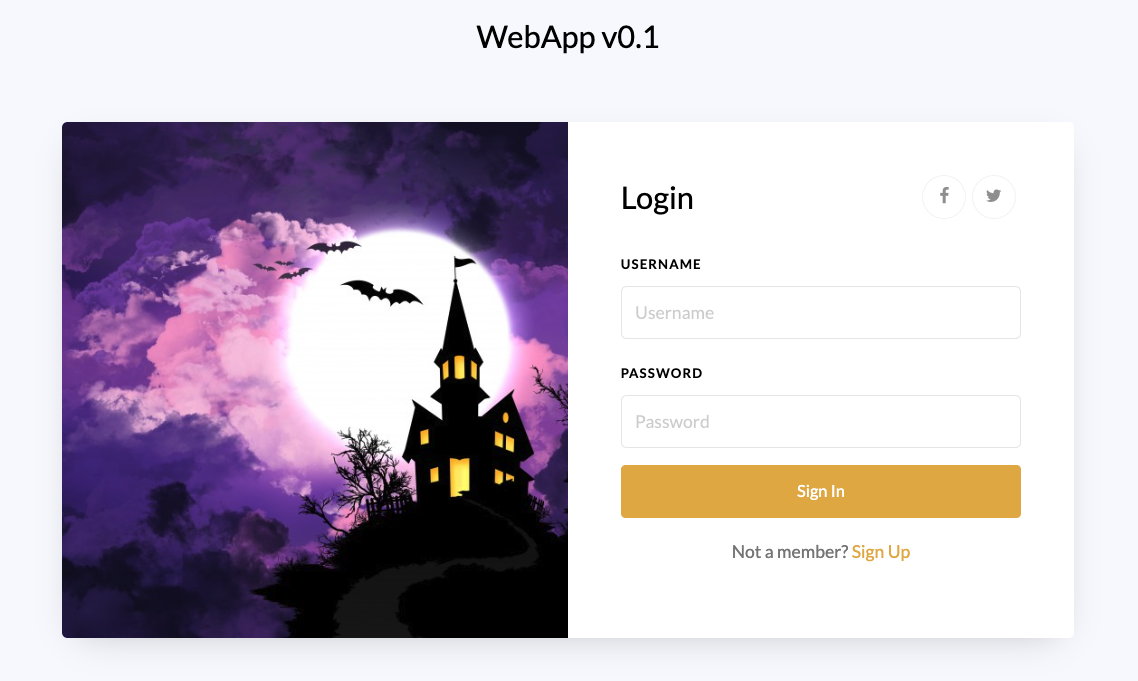 WebApp v0.1
Login
USERNAME
Username
PASSWORD
Password
Sign In
Not a member? Sign Up